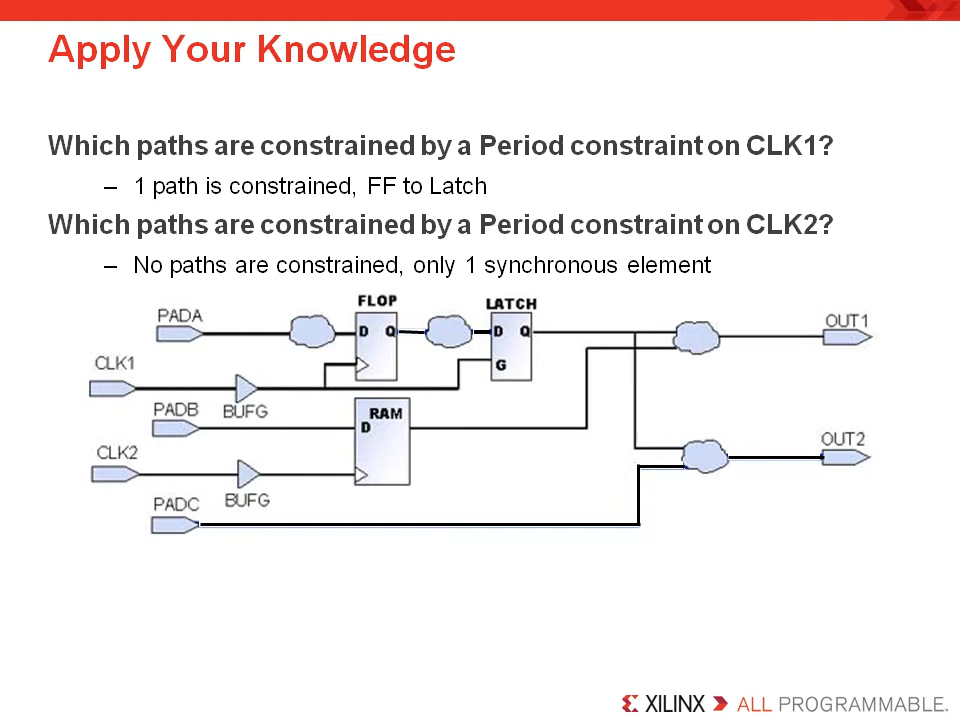 Apply Your Knowledge
Which paths are constrained by a Period constraint on CLK1?
– 1 path is constrained, FF to Latch
Which paths are constrained by a Period constraint on CLK2?
– No paths are constrained, only 1 synchronous element
FLOP
LATCH
PADA
OUT1
D Q
D Q
CLK1
G
BUFG
PADB
RAM
D
CLK2
OUT2
BUFG
PADC
XILINX ALL PROGRAMMABLE.